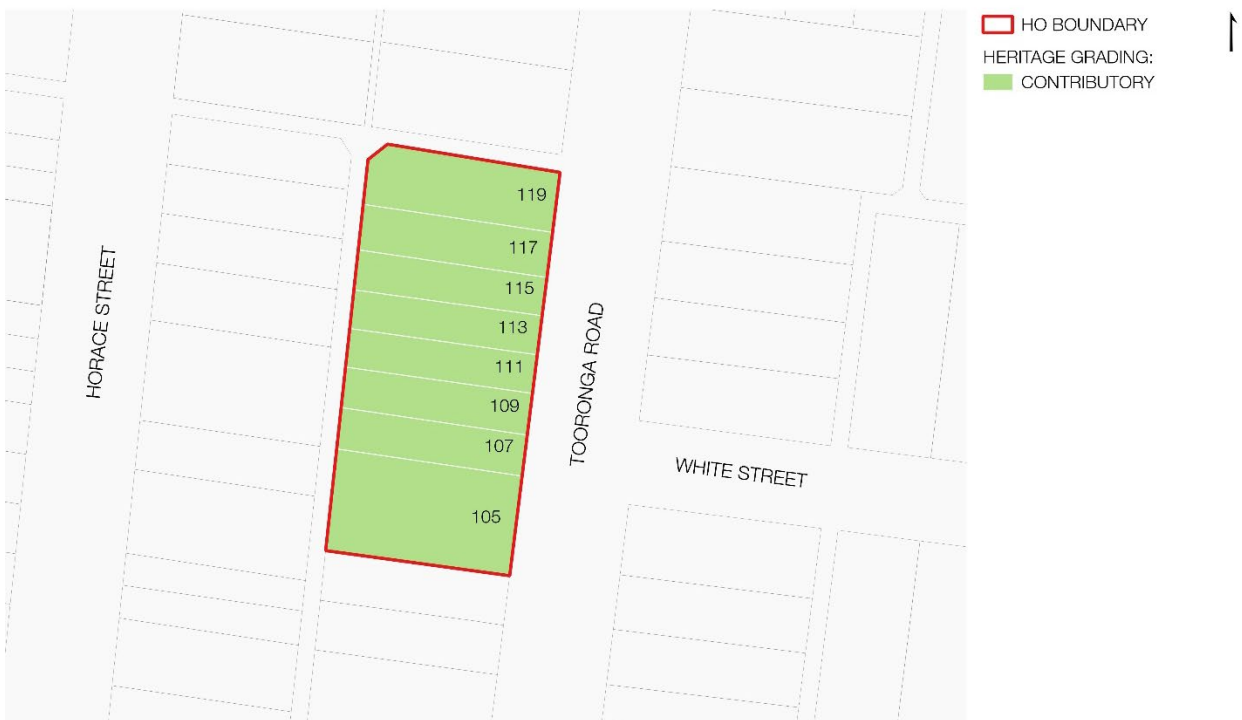 HO BOUNDARY
HERITAGE GRADING:
CONTRIBUTORY
119
117
115
113
111
109
107
105
HORACE STREET
TOORONGA ROAD
WHITE STREET